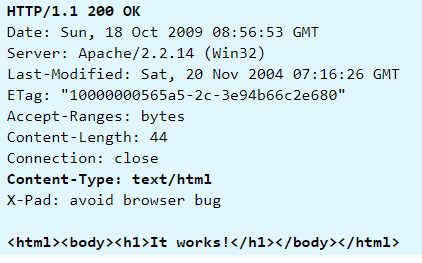 HTTP/1.1 200 OK
Date: Sun, 18 Oct 2009 08:56:53 GMT
Server: Apache/2.2.14 (Win32)
Last-Modified: Sat, 20 Nov 2004 07:16:26 GMT
ETag: "10000000565a5-2c-3e94b66c2e680"
Accept-Ranges: bytes
Content-Length: 44
Connection: close
Content-Type: text/html
X-Pad: avoid browser bug

<html><body><h1>It works!</h1></body></html>